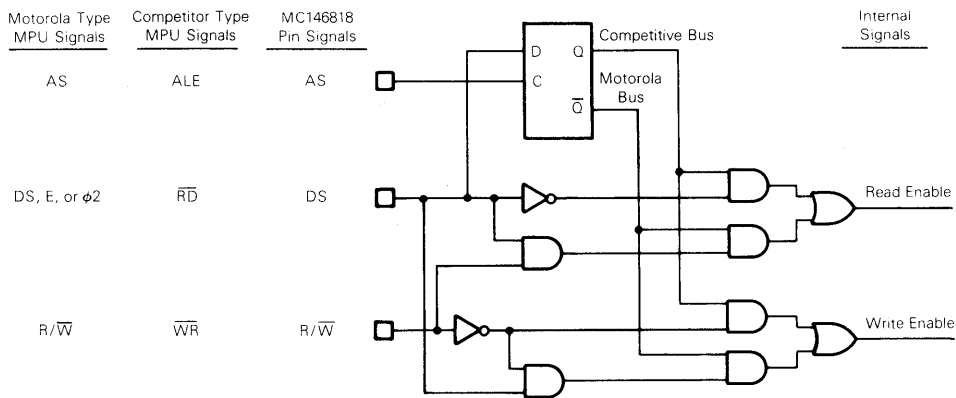 Motorola Type
MPU Signals
Competitor Type
MPU Signals
MC146818
Pin Signals
Internal
Signals
D Q
Competitive Bus
Motorola
Bus
AS ALE AS
C
Q̅
DS, E, or ϕ2 R̅D̅ DS
Read Enable
R/W̅ W̅R̅ R/W̅
Write Enable